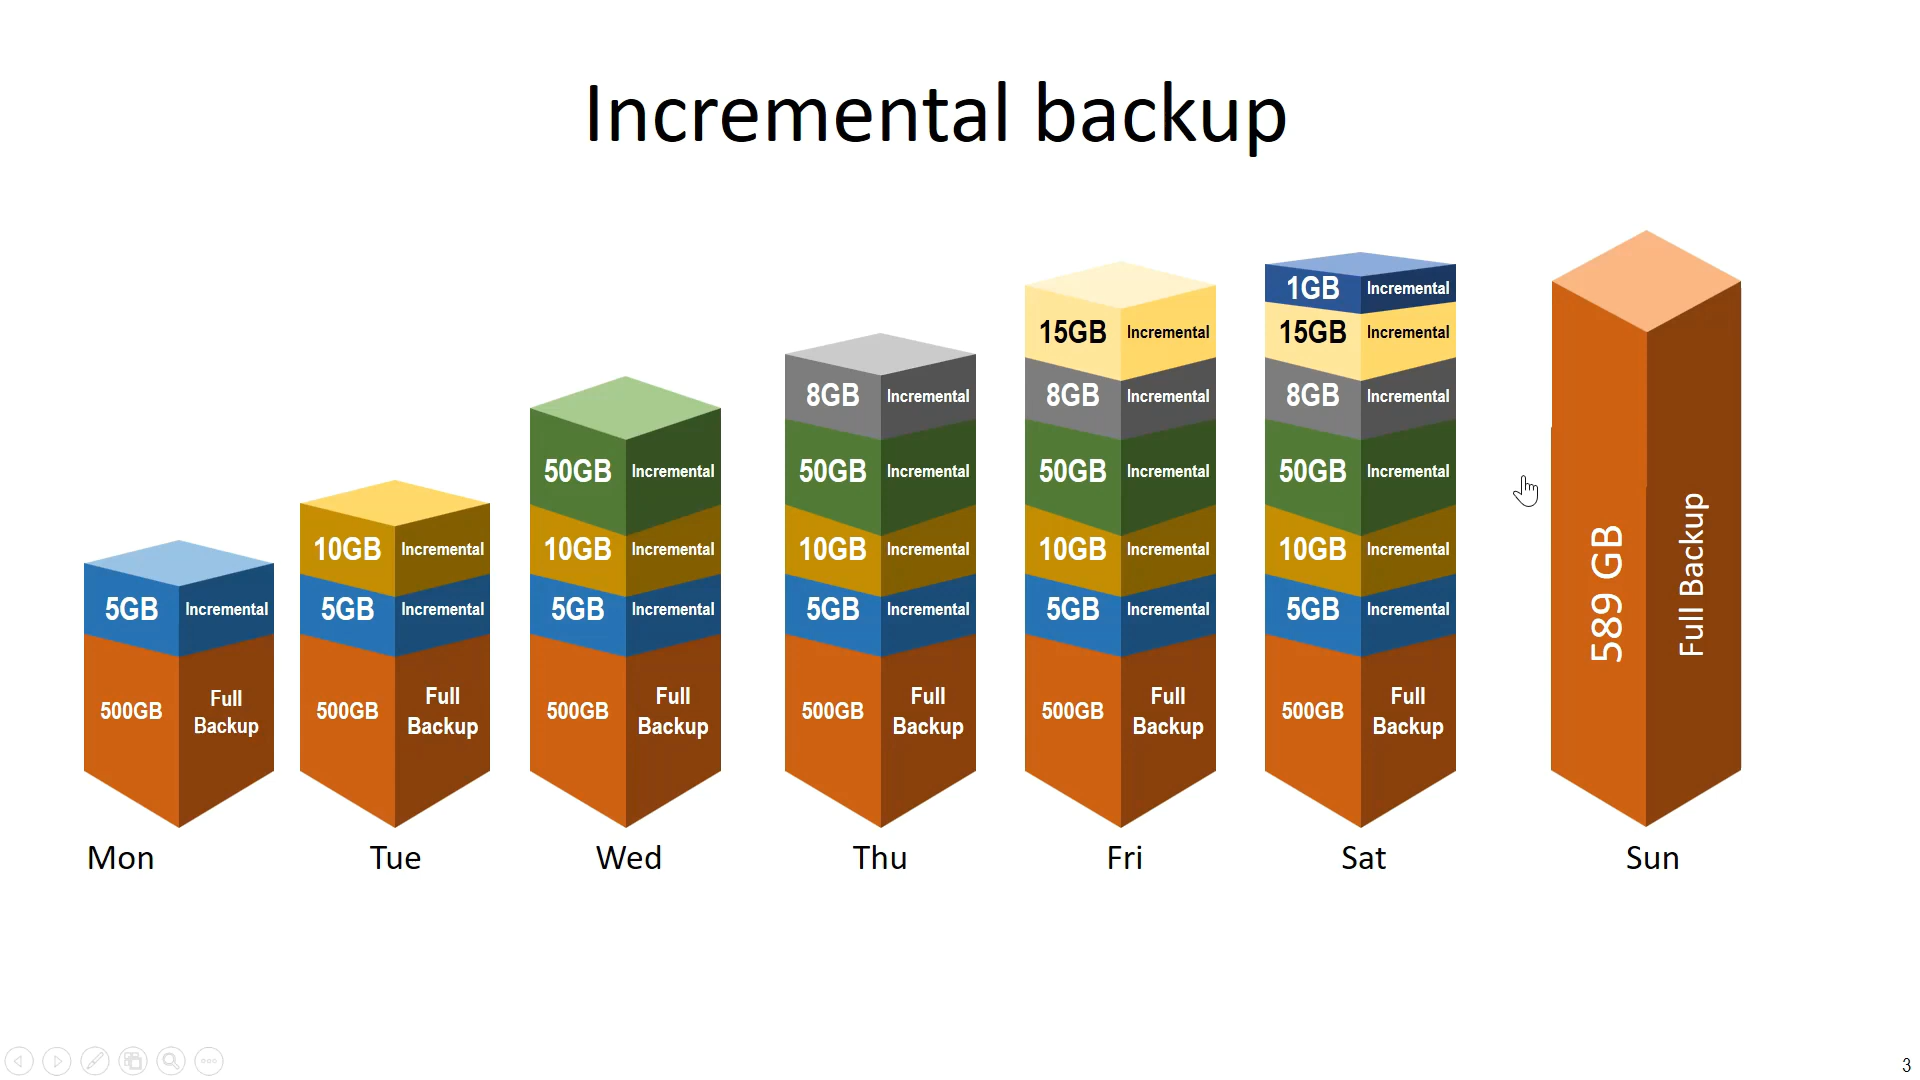 Incremental backup
5GB Incremental
500GB Full Backup
Mon
10GB Incremental
5GB Incremental
500GB Full Backup
Tue
50GB Incremental
10GB Incremental
5GB Incremental
500GB Full Backup
Wed
8GB Incremental
50GB Incremental
10GB Incremental
5GB Incremental
500GB Full Backup
Thu
15GB Incremental
8GB Incremental
50GB Incremental
10GB Incremental
5GB Incremental
500GB Full Backup
Fri
1GB Incremental
15GB Incremental
8GB Incremental
50GB Incremental
10GB Incremental
5GB Incremental
500GB Full Backup
Sat
589 GB
Full Backup
Sun
3